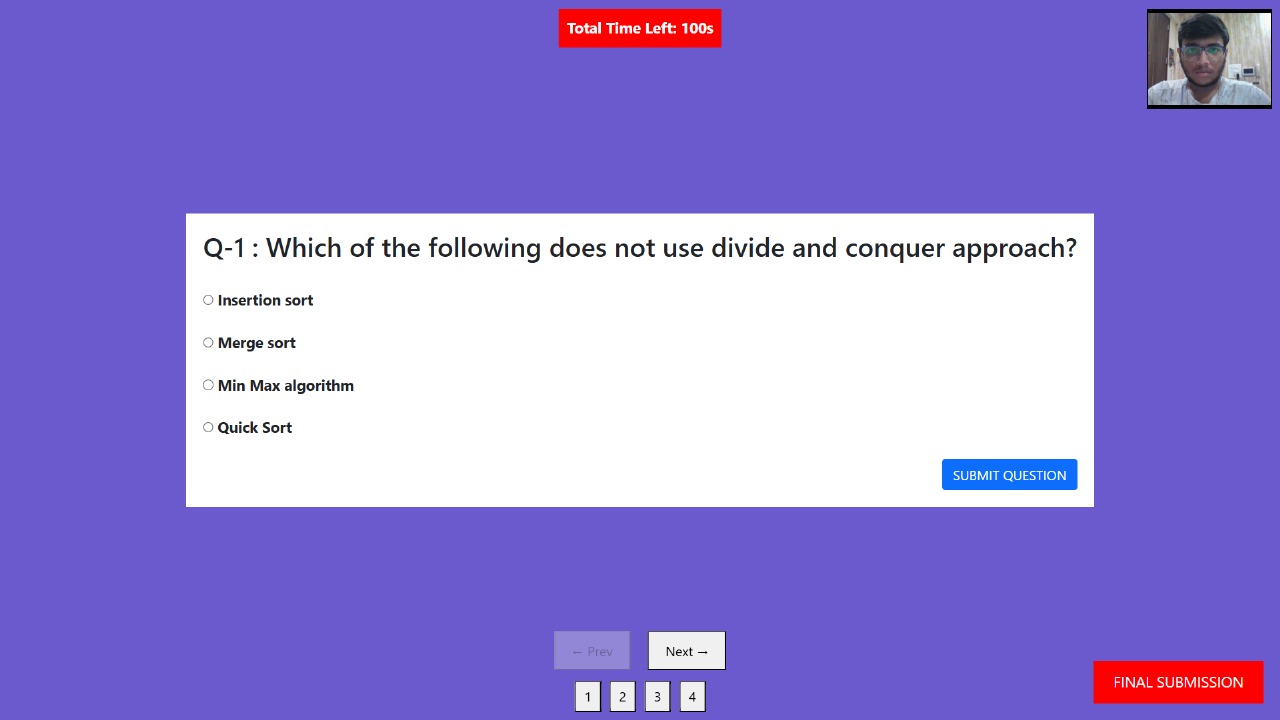 Total Time Left: 100s
Q-1 : Which of the following does not use divide and conquer approach?
Insertion sort
Merge sort
Min Max algorithm
Quick Sort
SUBMIT QUESTION
← Prev
Next →
1
2
3
4
FINAL SUBMISSION